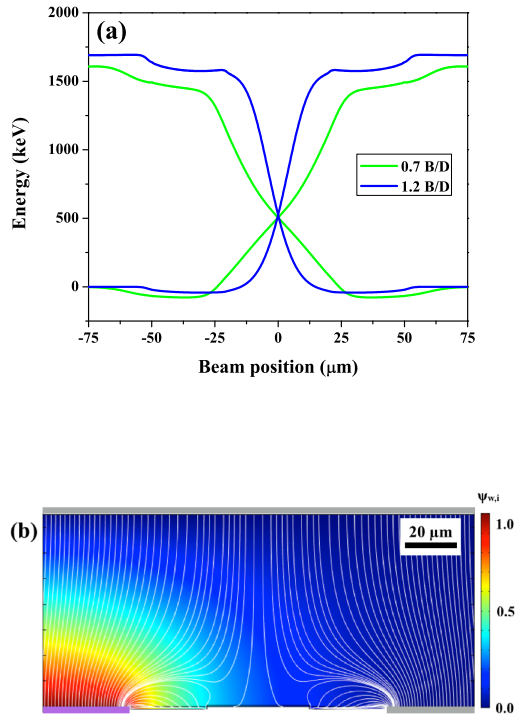 2000
(a)
1500
1000
500
0
Energy (keV)
0.7 B/D
1.2 B/D
-75 -50 -25 0 25 50 75
Beam position (μm)
(b)
20 μm
ψw,i
1.0
0.5
0.0